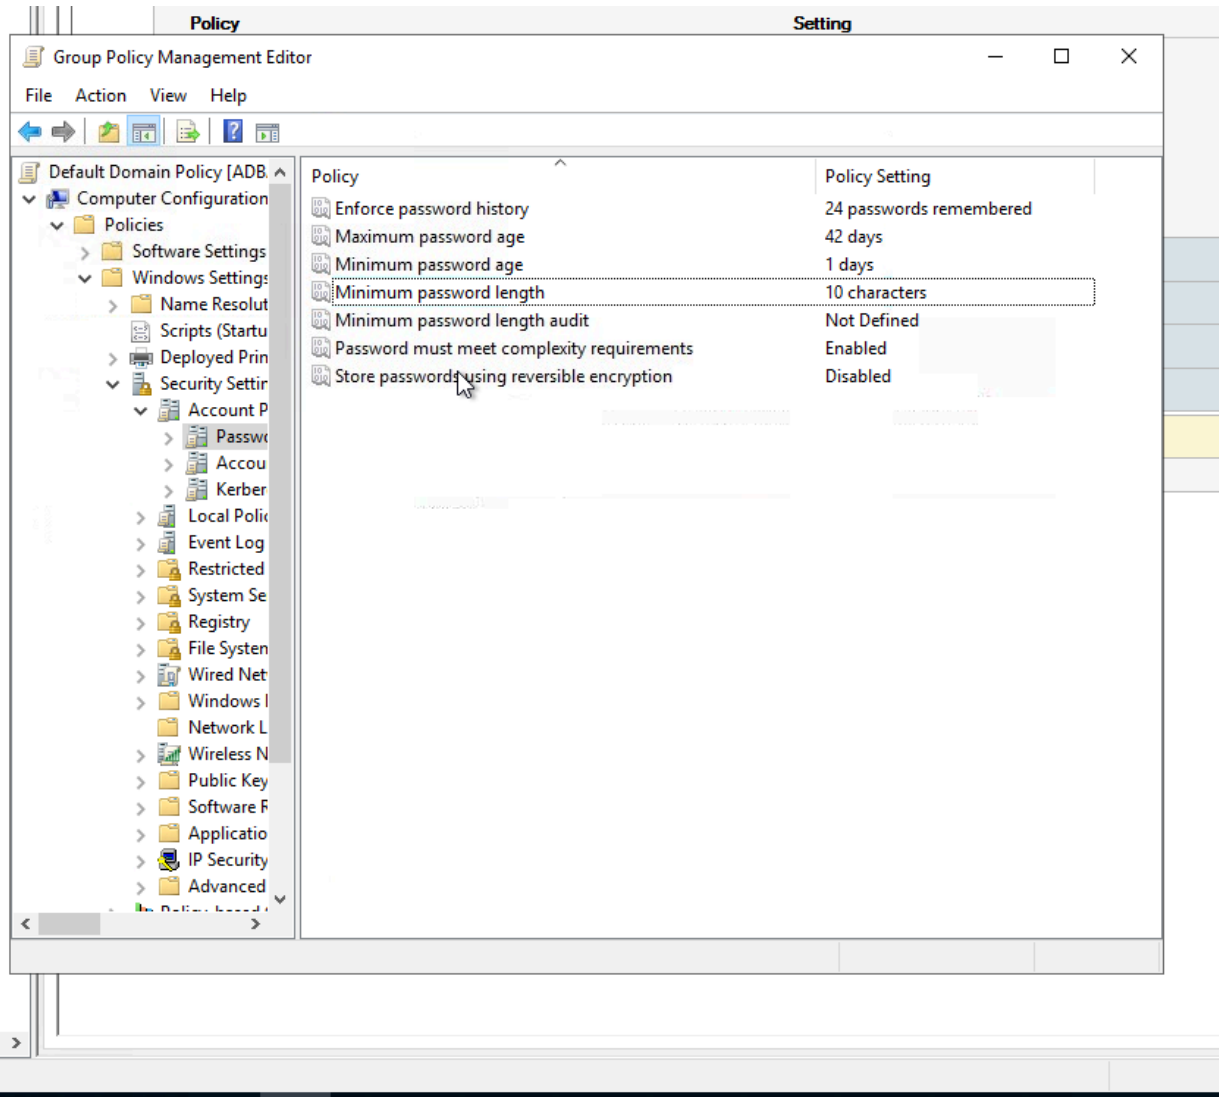 Policy Setting
Group Policy Management Editor
File Action View Help
Default Domain Policy [ADB.
Computer Configuration
Policies
Software Settings
Windows Settings
Name Resolut
Scripts (Startu
Deployed Prin
Security Settin
Account P
Passwo
Accou
Kerber
Local Polic
Event Log
Restricted
System Se
Registry
File System
Wired Net
Windows
Network L
Wireless N
Public Key
Software R
Applicatio
IP Security
Advanced
Policy Policy Setting
Enforce password history 24 passwords remembered
Maximum password age 42 days
Minimum password age 1 days
Minimum password length 10 characters
Minimum password length audit Not Defined
Password must meet complexity requirements Enabled
Store passwords using reversible encryption Disabled